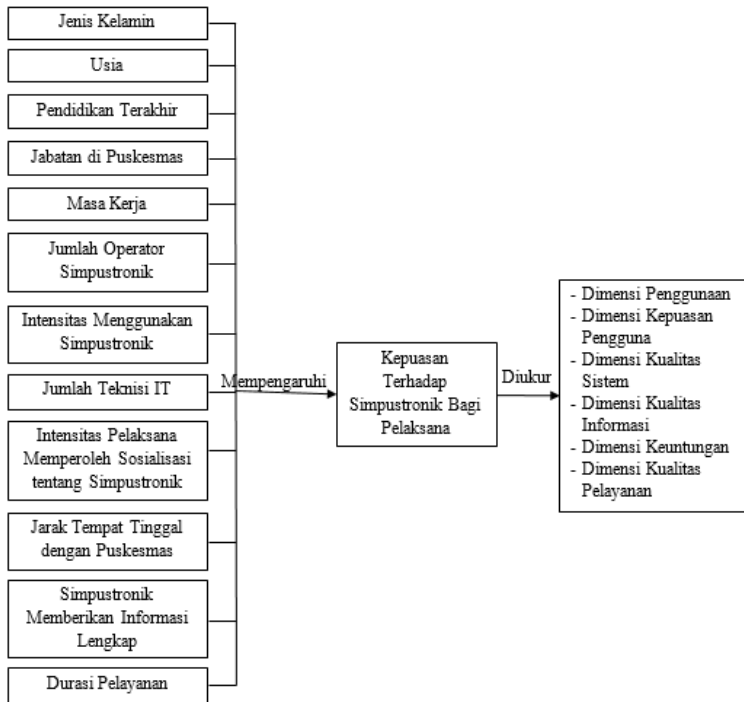 Jenis Kelamin
Usia
Pendidikan Terakhir
Jabatan di Puskesmas
Masa Kerja
Jumlah Operator
Simpustronik
Intensitas Menggunakan
Simpustronik
Jumlah Teknisi IT
Intensitas Pelaksana
Memperoleh Sosialisasi
tentang Simpustronik
Jarak Tempat Tinggal
dengan Puskesmas
Simpustronik
Memberikan Informasi
Lengkap
Durasi Pelayanan
Mempengaruhi
Kepuasan
Terhadap
Simpustronik Bagi
Pelaksana
Diukur
- Dimensi Penggunaan
- Dimensi Kepuasan
Pengguna
- Dimensi Kualitas
Sistem
- Dimensi Kualitas
Informasi
- Dimensi Keuntungan
- Dimensi Kualitas
Pelayanan